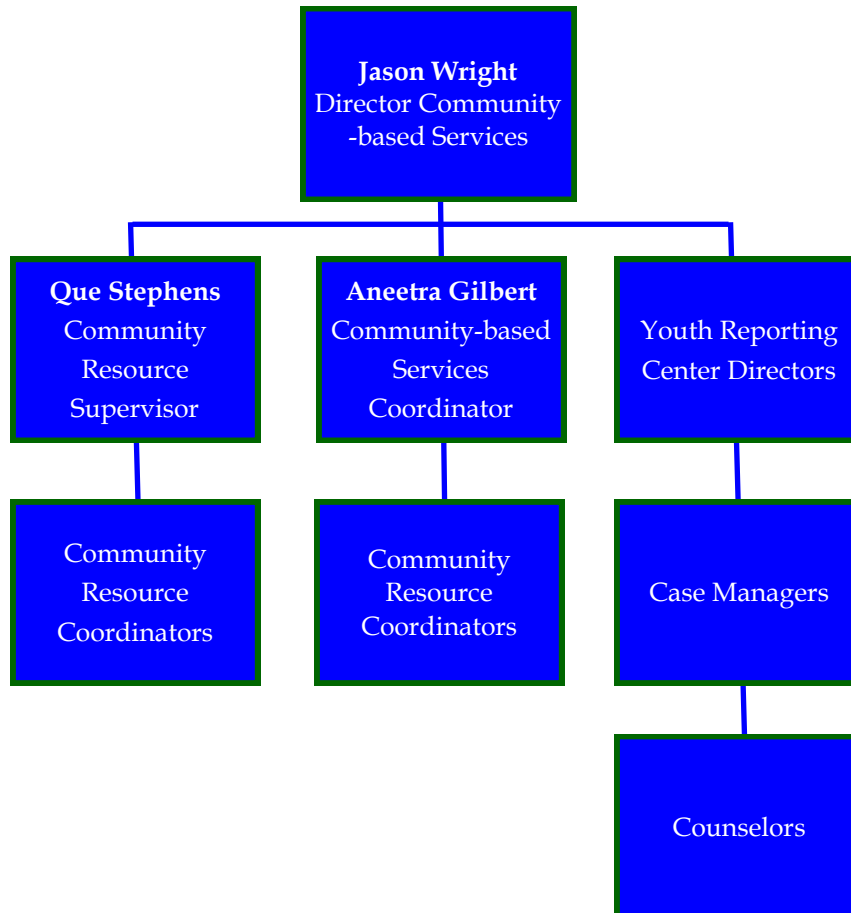 Jason Wright
Director Community
-based Services
Que Stephens
Community
Resource
Supervisor
Aneetra Gilbert
Community-based
Services
Coordinator
Youth Reporting
Center Directors
Community
Resource
Coordinators
Community
Resource
Coordinators
Case Managers
Counselors